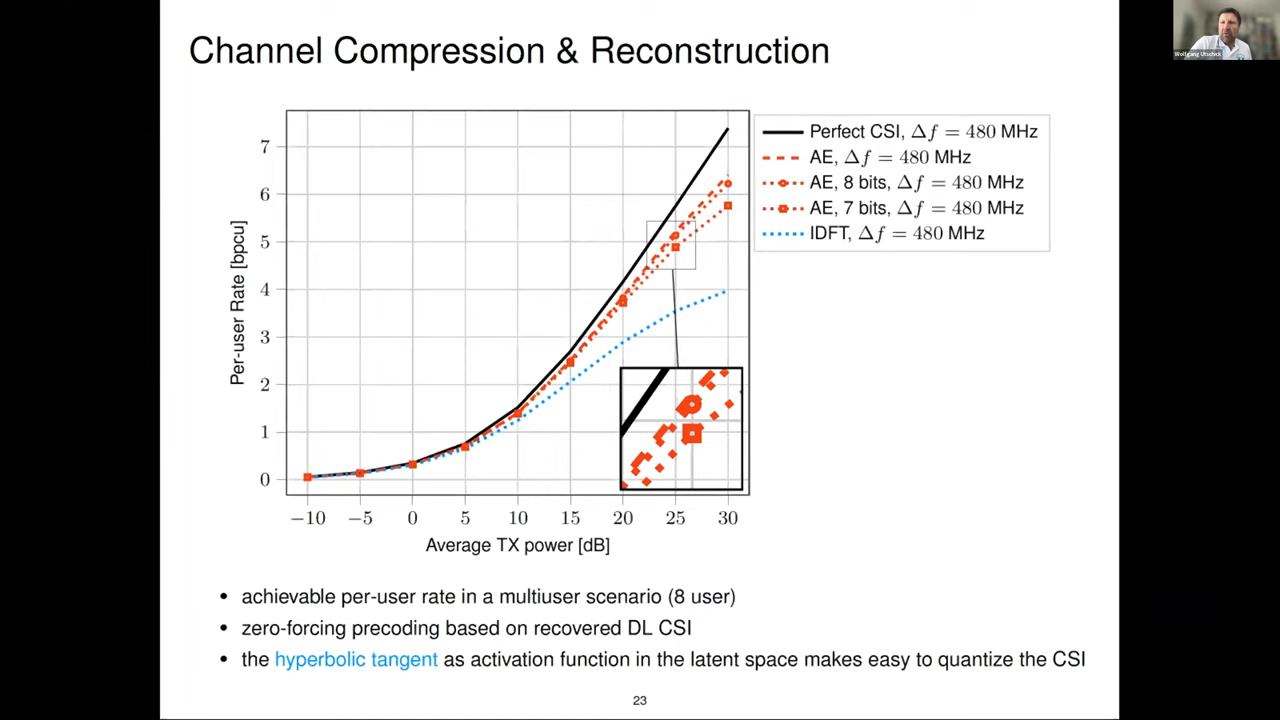 Channel Compression & Reconstruction
Wolfgang Utschick
7
6
5
4
3
2
1
0
Per-user Rate [bpcu]
−10 −5 0 5 10 15 20 25 30
Average TX power [dB]
Perfect CSI, Δf = 480 MHz
AE, Δf = 480 MHz
AE, 8 bits, Δf = 480 MHz
AE, 7 bits, Δf = 480 MHz
IDFT, Δf = 480 MHz
• achievable per-user rate in a multiuser scenario (8 user)
• zero-forcing precoding based on recovered DL CSI
• the hyperbolic tangent as activation function in the latent space makes easy to quantize the CSI
23